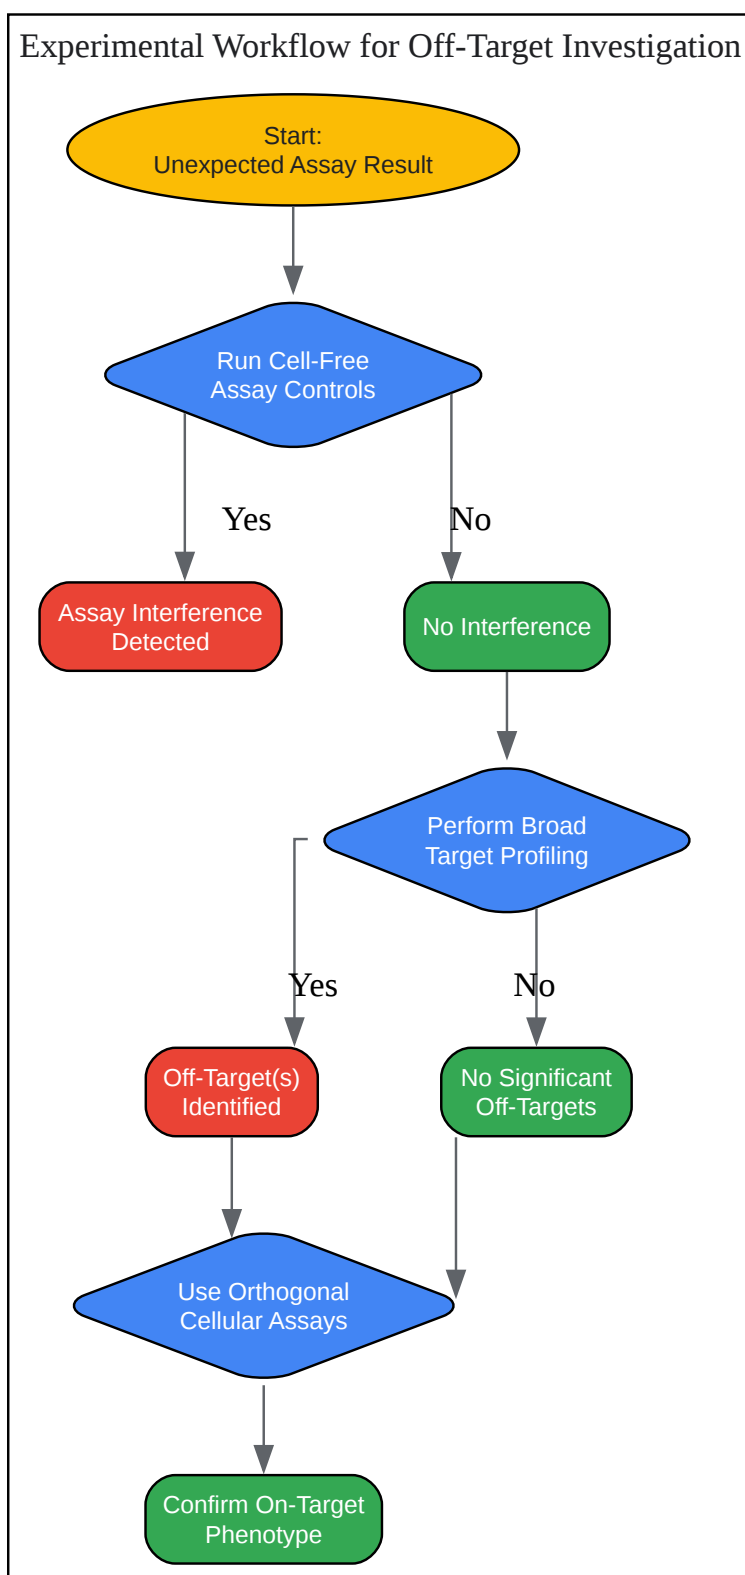 Experimental Workflow for Off-Target Investigation
Start:
Unexpected Assay Result
Run Cell-Free
Assay Controls
Yes
No
Assay Interference
Detected
No Interference
Perform Broad
Target Profiling
Yes
No
Off-Target(s)
Identified
No Significant
Off-Targets
Use Orthogonal
Cellular Assays
Confirm On-Target
Phenotype